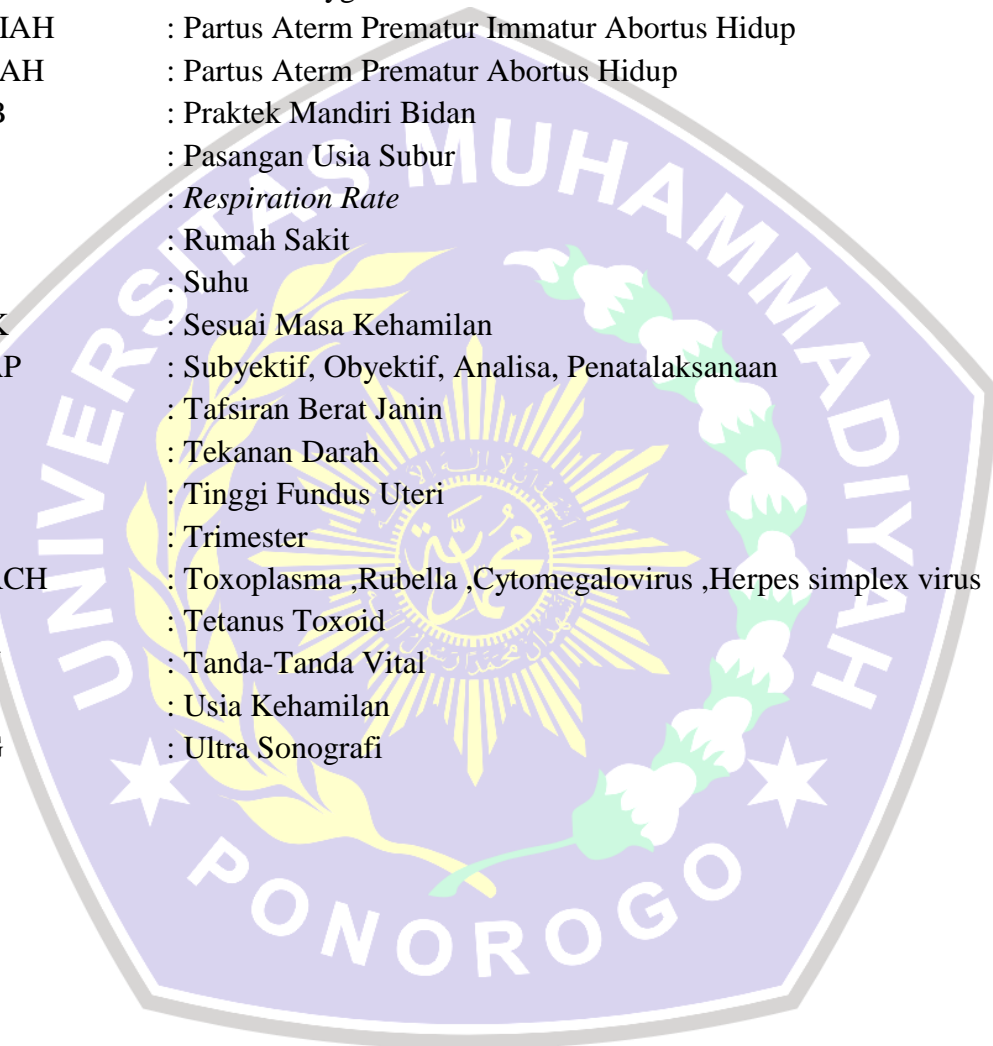 IAH : Partus Aterm Prematur Immatur Abortus Hidup
AH : Partus Aterm Prematur Abortus Hidup
B : Praktek Mandiri Bidan
: Pasangan Usia Subur
: Respiration Rate
: Rumah Sakit
: Suhu
K : Sesuai Masa Kehamilan
AP : Subyektif, Obyektif, Analisa, Penatalaksanaan
: Tafsiran Berat Janin
: Tekanan Darah
: Tinggi Fundus Uteri
: Trimester
RCH : Toxoplasma ,Rubella ,Cytomegalovirus ,Herpes simplex virus
: Tetanus Toxoid
: Tanda-Tanda Vital
: Usia Kehamilan
G : Ultra Sonografi
UNIVERSITAS MUHAMMADIYAH
PONOROGO